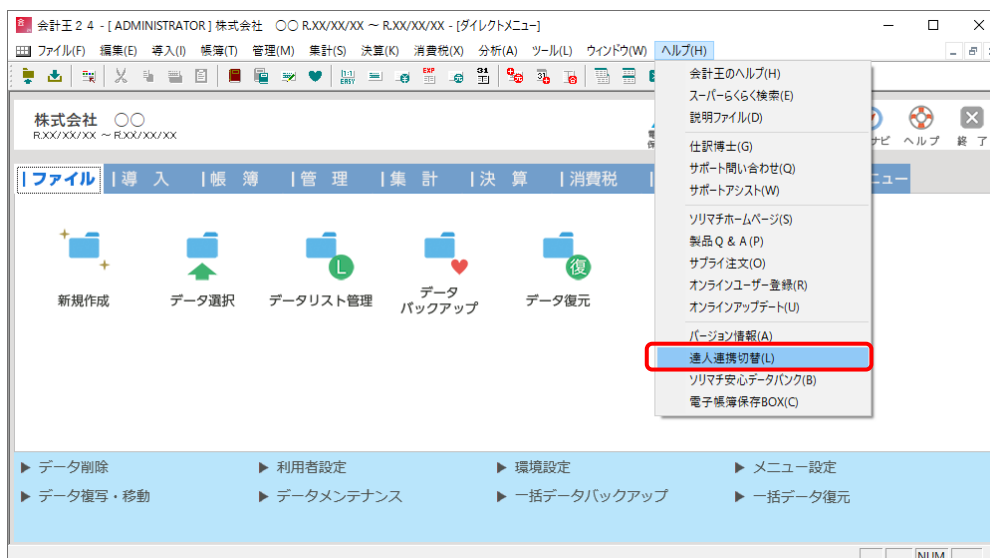 会計王２４ - [ ADMINISTRATOR ] 株式会社　○○ R.XX/XX/XX ～ R.XX/XX/XX - [ダイレクトメニュー]
ファイル(F) 編集(E) 導入(I) 帳簿(T) 管理(M) 集計(S) 決算(K) 消費税(X) 分析(A) ツール(L) ウインドウ(W) ヘルプ(H)
株式会社　○○
R.XX/XX/XX ～ R.XX/XX/XX
ナビ ヘルプ 終 了
|ファイル |導 入 |帳 簿 |管 理 |集 計 |決 算 |消費税
ニュー
新規作成
データ選択
データリスト管理
データ
バックアップ
データ復元
会計王のヘルプ(H)
スーパーらくらく検索(E)
説明ファイル(D)
仕訳博士(G)
サポート問い合わせ(Q)
サポートアシスト(W)
ソリマチホームページ(S)
製品Ｑ＆Ａ(P)
サプライ注文(O)
オンラインユーザー登録(R)
オンラインアップデート(U)
バージョン情報(A)
達人連携切替(L)
ソリマチ安心データバンク(B)
電子帳簿保存BOX(C)
▶ データ削除 ▶ 利用者設定 ▶ 環境設定 ▶ メニュー設定
▶ データ複写・移動 ▶ データメンテナンス ▶ 一括データバックアップ ▶ 一括データ復元
NUM